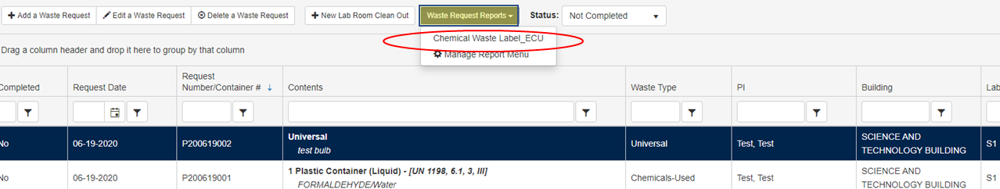 Add a Waste Request Edit a Waste Request Delete a Waste Request New Lab Room Clean Out Waste Request Reports Status: Not Completed
Chemical Waste Label_ECU
Drag a column header and drop it here to group by that column
Manage Report Menu
Completed Request Date Request Number/Container # ↓ Contents Waste Type PI Building Lab
No 06-19-2020 P200619002 Universal Universal Test, Test SCIENCE AND S1
test bulb TECHNOLOGY BUILDING
No 06-19-2020 P200619001 1 Plastic Container (Liquid) - [UN 1198, 6.1, 3, III] Chemicals-Used Test, Test SCIENCE AND S1
FORMALDEHYDE/Water TECHNOLOGY BUILDING